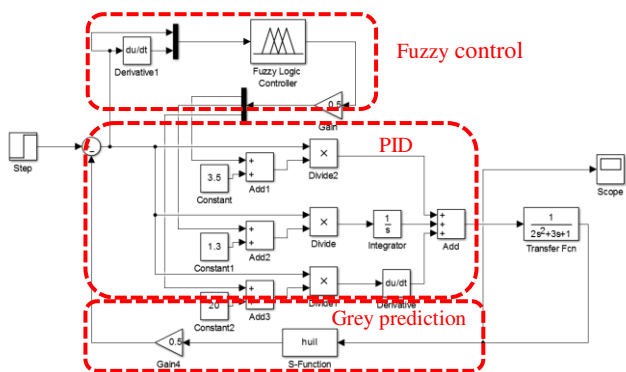 Fuzzy control
du/dt
Derivative1
Fuzzy Logic
Controller
0.5
Gain
PID
Step
3.5
Constant
Add1
×
Divide2
Scope
1.3
Constant1
Add2
×
Divide
1
s
Integrator
Add
1
2s²+3s+1
Transfer Fcn
20
Constant2
Add3
×
Divide1
du/dt
Derivative
Grey prediction
0.5
Gain4
huil
S-Function